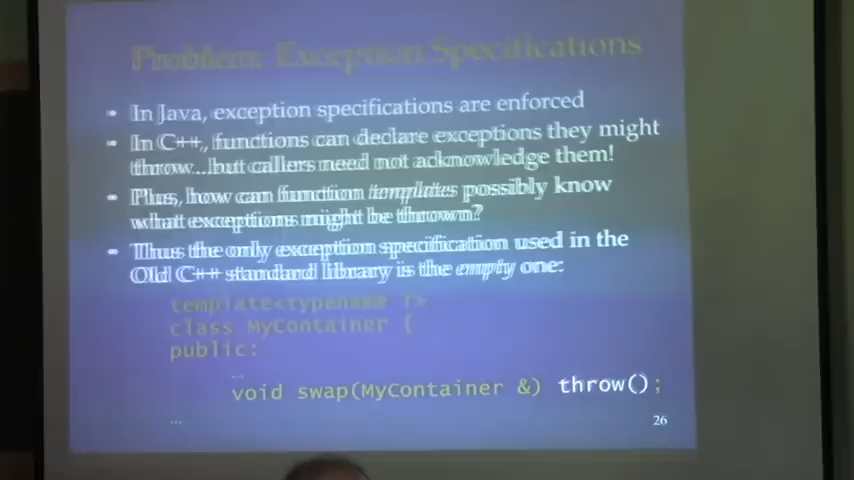 Problem: Exception Specifications
• In Java, exception specifications are enforced
• In C++, functions can declare exceptions they might
throw...but callers need not acknowledge them!
• Plus, how can function templates possibly know
what exceptions might be thrown?
• Thus the only exception specification used in the
Old C++ standard library is the empty one:
template<typename T>
class MyContainer {
public:
…
void swap(MyContainer &) throw();
…
26